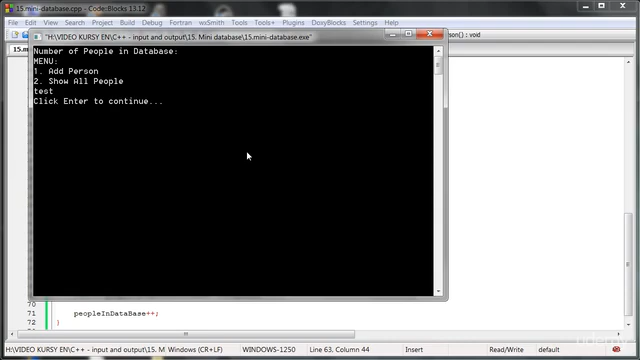 15.mini-database.cpp - Code::Blocks 13.12
File Edit View Search Project Build Debug Fortran wxSmith Tools Tools+ Plugins DoxyBlocks Settings Help
"H:\VIDEO KURSY EN\C++ - input and output\15. Mini database\15.mini-database.exe"
son() : void
15.m
Number of People in Database:
MENU:
1. Add Person
2. Show All People
test
Click Enter to continue...
70
71 peopleInDataBase++;
72 }
H:\VIDEO KURSY EN\C++ - input and output\15. M Windows (CR+LF) WINDOWS-1250 Line 63, Column 44 Insert Read/Write default